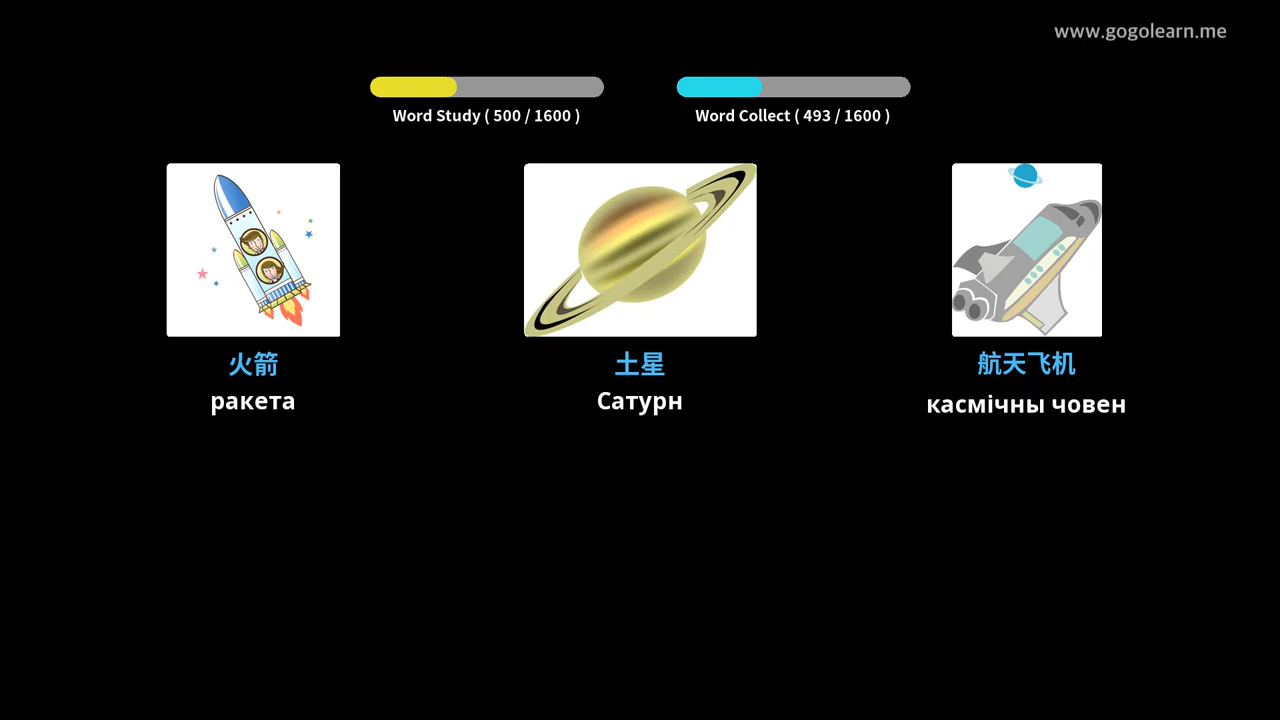 www.gogolearn.me
Word Study ( 500 / 1600 )
Word Collect ( 493 / 1600 )
火箭
土星
航天飞机
ракета
Сатурн
касмічны човен